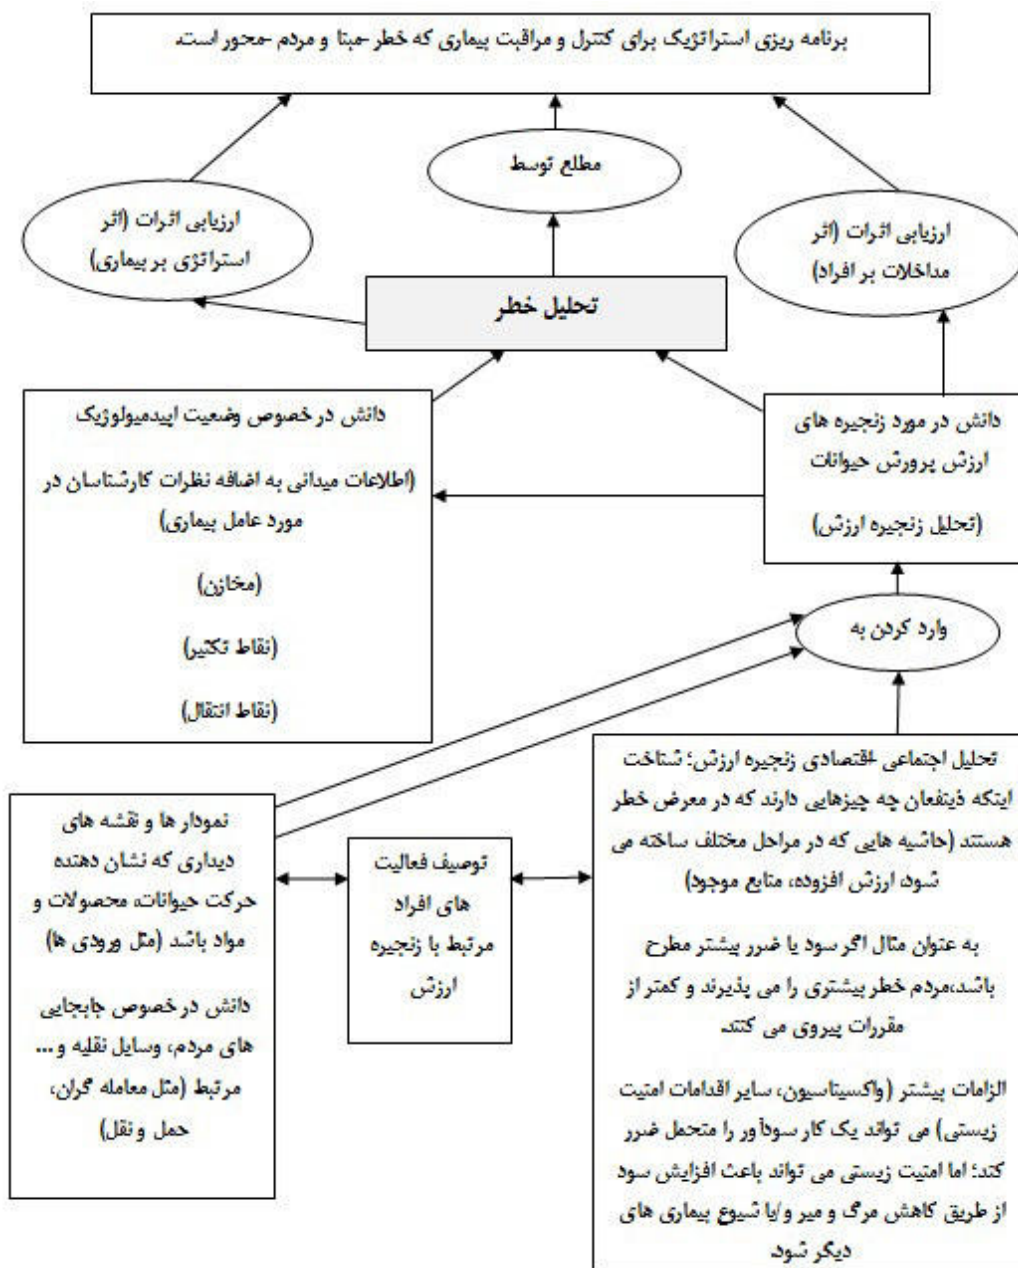 برنامه ریزی استراتژیک برای کنترل و مراقبت بیماری که خطر -مبتا و مردم -محور است.
مطلع توسط
ارزیابی اثرات (اثر
مداخلات بر افراد)
ارزیابی اثرات (اثر
استراتژی بر بیماری)
تحلیل خطر
دانش در مورد زنجیره های
ارزش پرورش حیوانات
(تحلیل زنجیره ارزش)
دانش در خصوص وضعیت اپیدمیولوژیک
(اطلاعات میدانی به اضافه نظرات کارشناسان در
مورد عامل بیماری)
(مخازن)
(نقاط تکثیر)
(نقاط انتقال)
وارد کردن به
تحلیل اجتماعی -اقتصادی زنجیره ارزش؛ شناخت
اینکه ذینفعان چه چیزهایی دارند که در معرض خطر
هستند (حاشیه هایی که در مراحل مختلف ساخته می
شود، ارزش افزوده، منابع موجود)
به عنوان مثال اگر سود یا ضرر بیشتر مطرح
باشد،مردم خطر بیشتری را می پذیرند و کمتر از
مقررات پیروی می کنند.
الزامات بیشتر (واکسیناسیون، سایر اقدامات امنیت
زیستی) می تواند یک کار سودآور را متحمل ضرر
کند؛ اما امنیت زیستی می تواند باعث افزایش سود
از طریق کاهش مرگ و میر و/یا شیوع بیماری های
دیگر شود.
توصیف فعالیت
های افراد
مرتبط با زنجیره
ارزش
نمودار ها و نقشه های
دیداری که نشان دهنده
حرکت حیوانات، محصولات و
مواد باشد (مثل ورودی ها)
دانش در خصوص جابجایی
های مردم، وسایل نقلیه و ...
مرتبط (مثل معامله گران،
حمل و نقل)